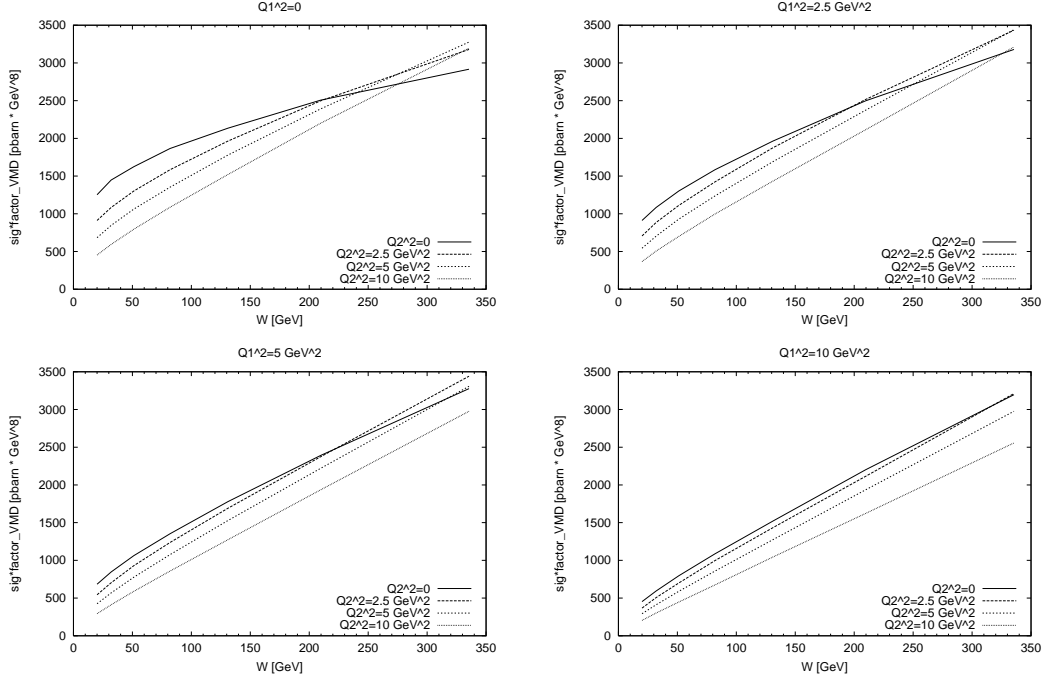 Q1^2=0
3500
3000
2500
2000
1500
1000
500
0
sig*factor_VMD [pbarn * GeV^8]
Q2^2=0
Q2^2=2.5 GeV^2
Q2^2=5 GeV^2
Q2^2=10 GeV^2
0 50 100 150 200 250 300 350
W [GeV]
Q1^2=2.5 GeV^2
3500
3000
2500
2000
1500
1000
500
0
sig*factor_VMD [pbarn * GeV^8]
Q2^2=0
Q2^2=2.5 GeV^2
Q2^2=5 GeV^2
Q2^2=10 GeV^2
0 50 100 150 200 250 300 350
W [GeV]
Q1^2=5 GeV^2
3500
3000
2500
2000
1500
1000
500
0
sig*factor_VMD [pbarn * GeV^8]
Q2^2=0
Q2^2=2.5 GeV^2
Q2^2=5 GeV^2
Q2^2=10 GeV^2
0 50 100 150 200 250 300 350
W [GeV]
Q1^2=10 GeV^2
3500
3000
2500
2000
1500
1000
500
0
sig*factor_VMD [pbarn * GeV^8]
Q2^2=0
Q2^2=2.5 GeV^2
Q2^2=5 GeV^2
Q2^2=10 GeV^2
0 50 100 150 200 250 300 350
W [GeV]